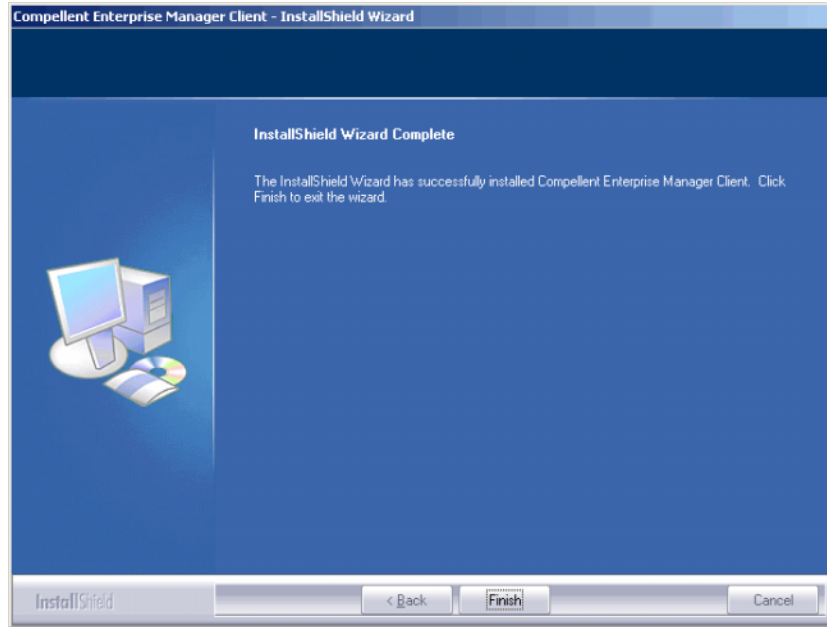 Compellent Enterprise Manager Client - InstallShield Wizard
InstallShield Wizard Complete
The InstallShield Wizard has successfully installed Compellent Enterprise Manager Client. Click
Finish to exit the wizard.
InstallShield
< Back
Finish
Cancel